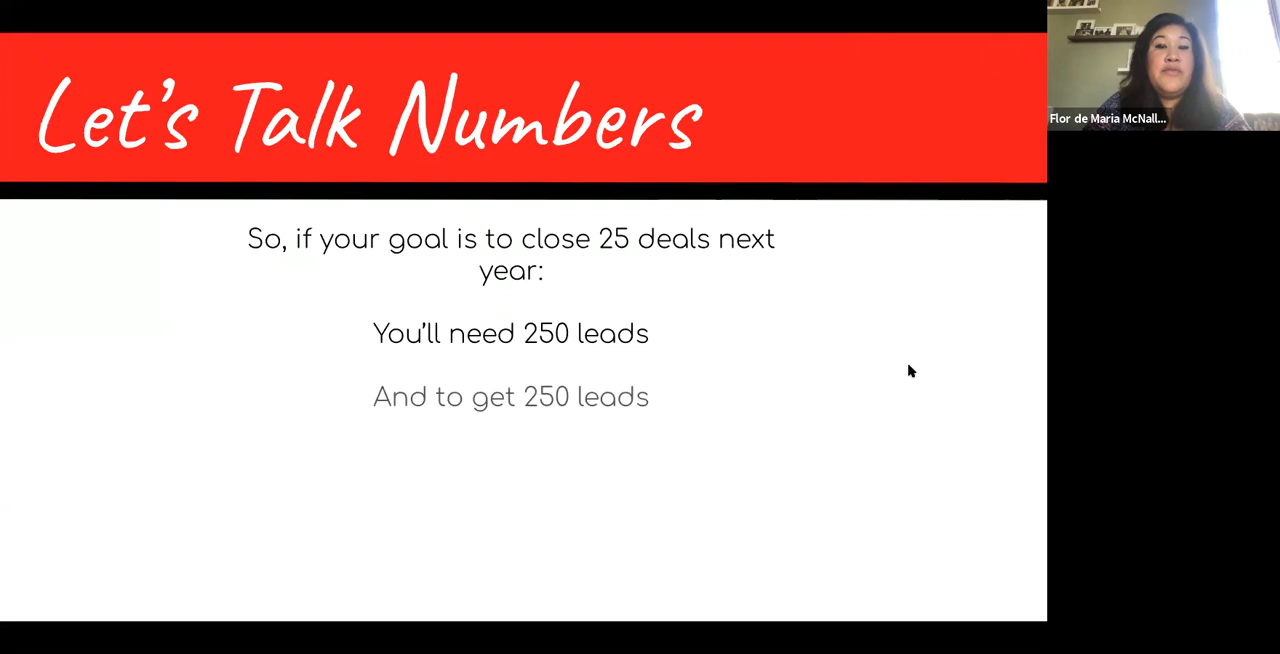 Let's Talk Numbers
So, if your goal is to close 25 deals next
year:
You'll need 250 leads
And to get 250 leads
Flor de Maria McNall...